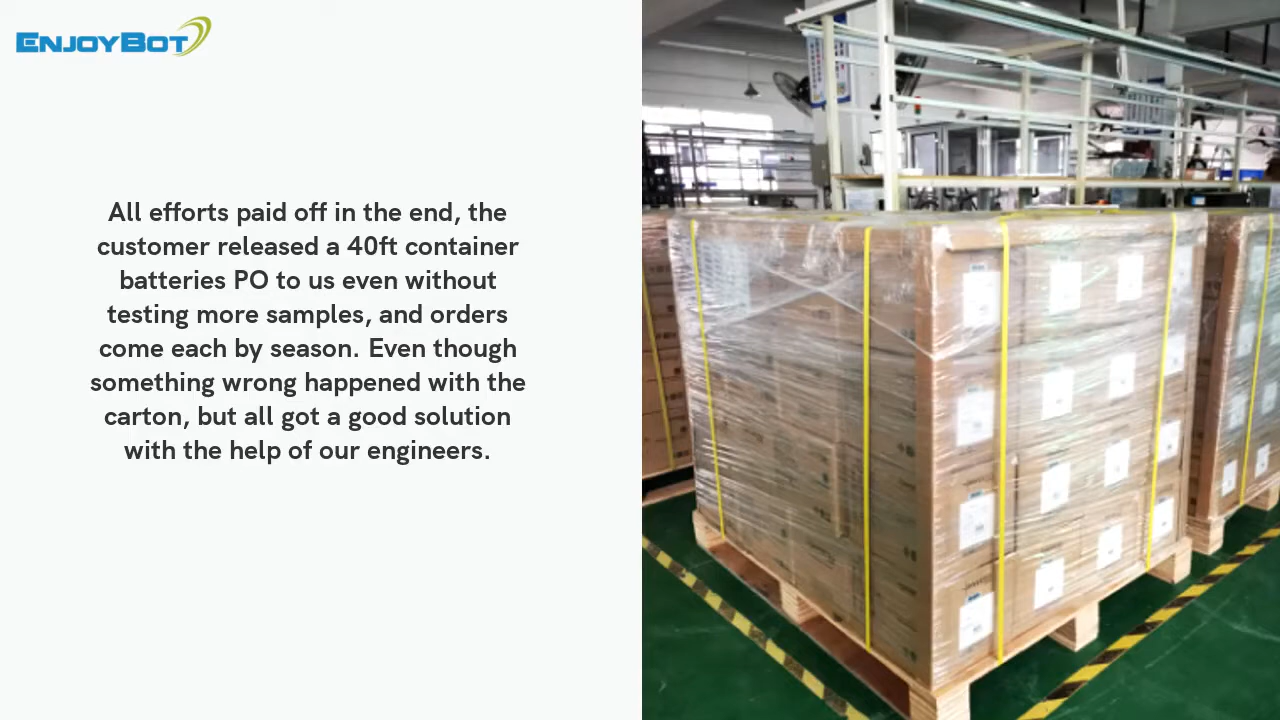 ENJOYBOT
All efforts paid off in the end, the
customer released a 40ft container
batteries PO to us even without
testing more samples, and orders
come each by season. Even though
something wrong happened with the
carton, but all got a good solution
with the help of our engineers.